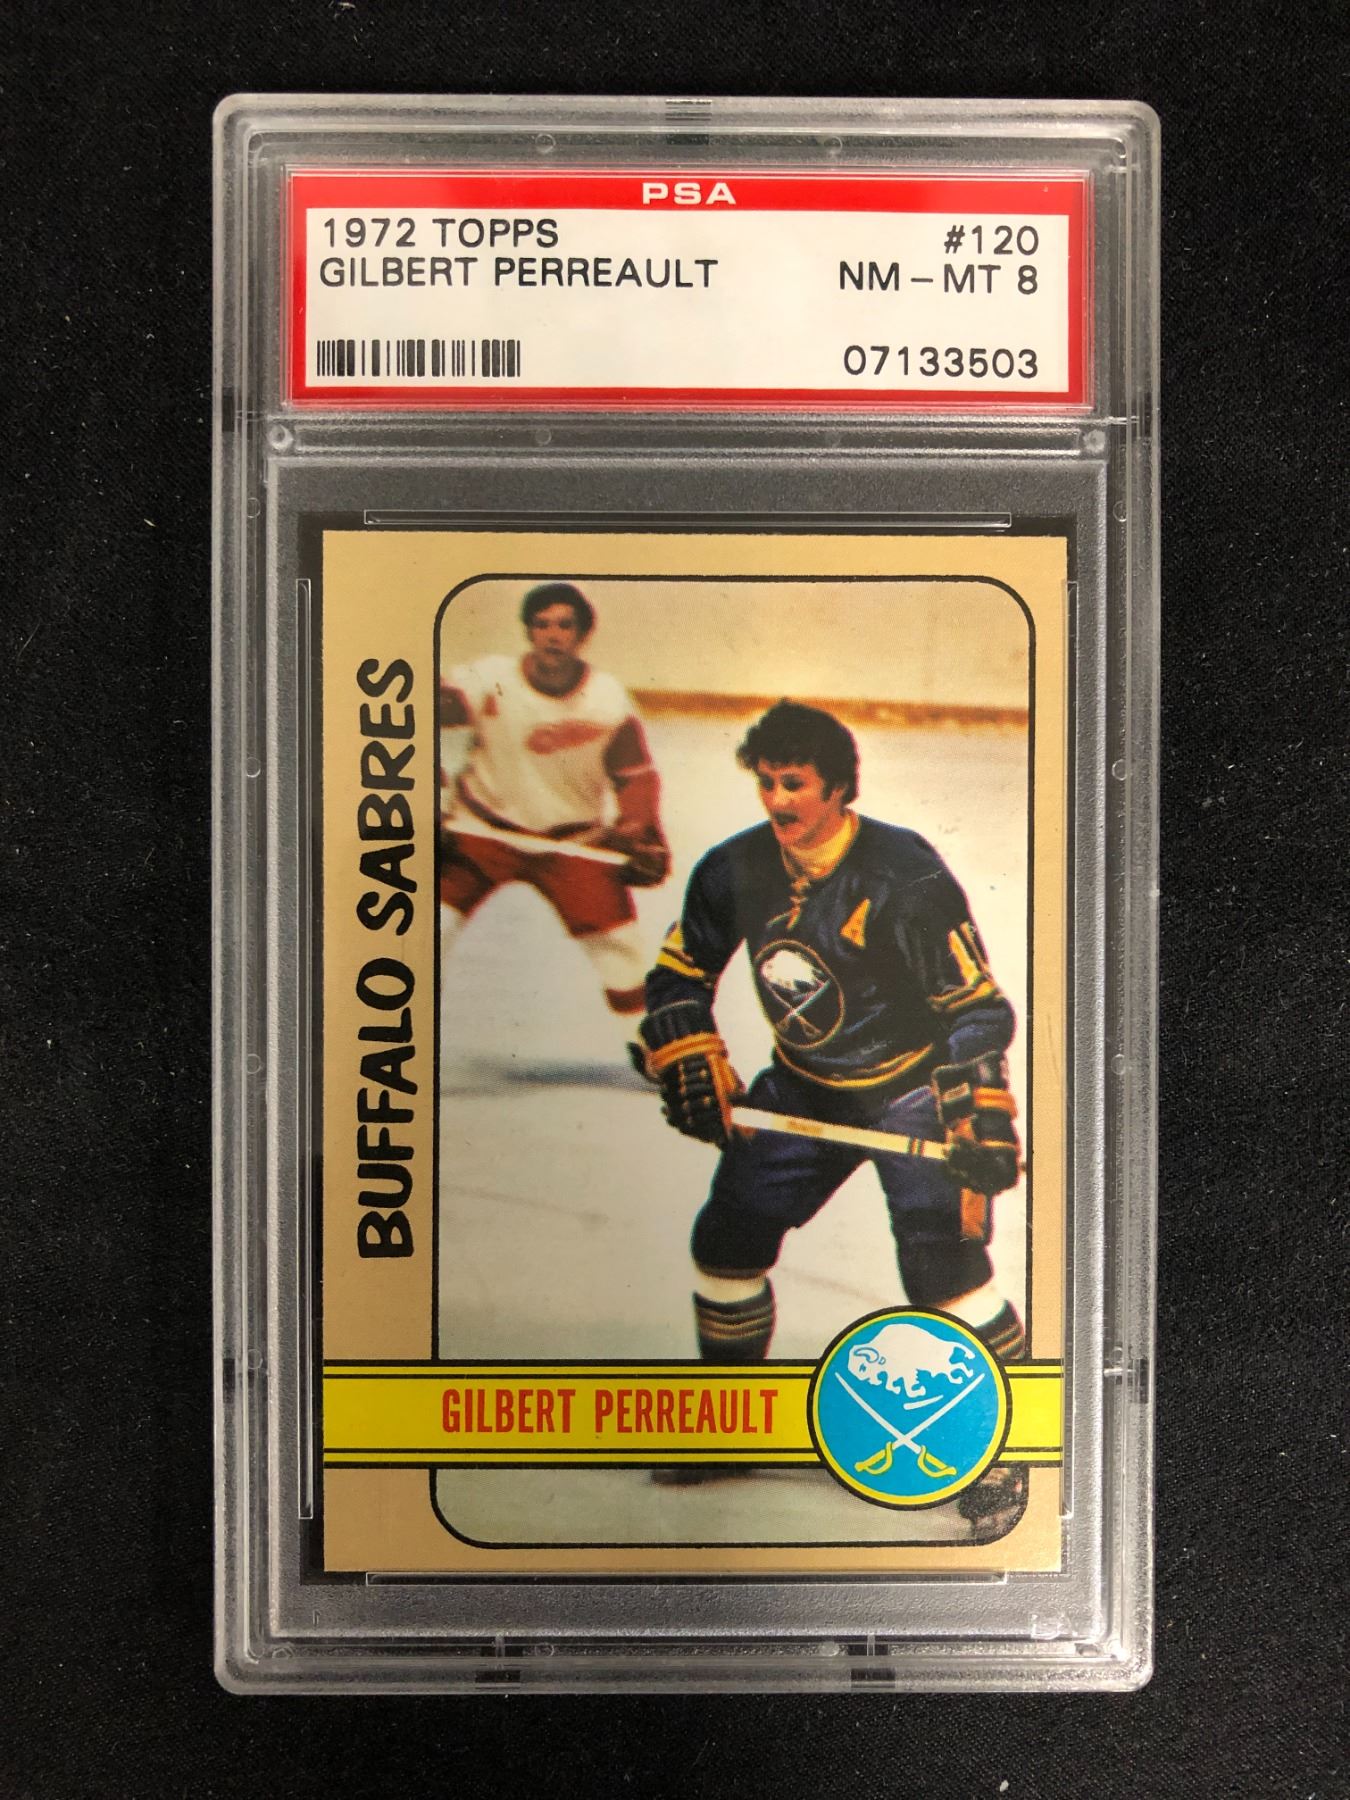 PSA
1972 TOPPS #120
GILBERT PERREAULT NM-MT 8
07133503
BUFFALO SABRES
A
GILBERT PERREAULT